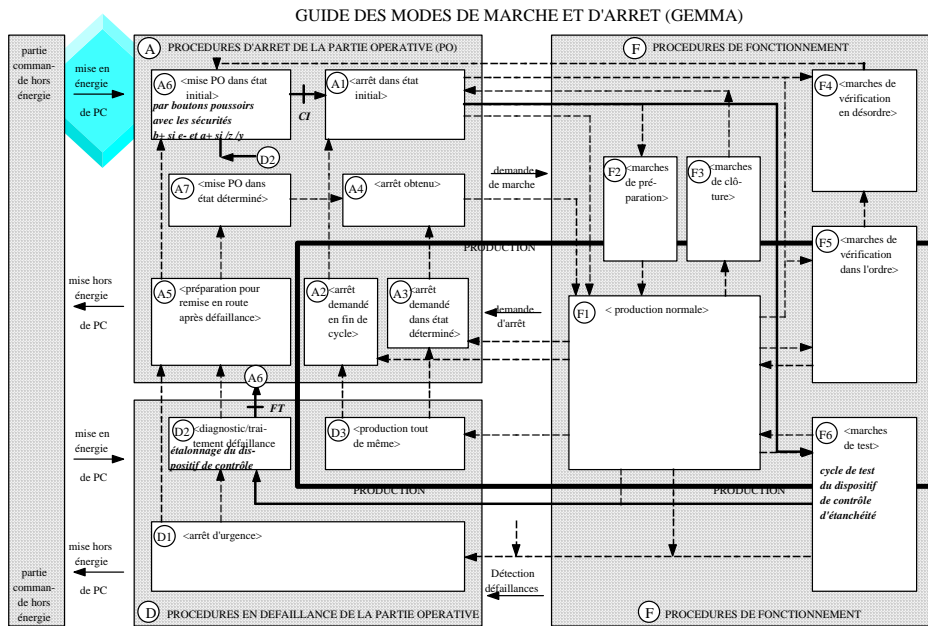 GUIDE DES MODES DE MARCHE ET D'ARRET (GEMMA)
partie
comman-
de hors
énergie
mise en
énergie
de PC
A PROCEDURES D'ARRET DE LA PARTIE OPERATIVE (PO)
F PROCEDURES DE FONCTIONNEMENT
A6 <mise PO dans état
initial>
par boutons poussoirs
avec les sécurités
b+ si e- et a+ si /z /y
CI
A1 <arrêt dans état
initial>
D2
F4 <marches de
vérification
en désordre>
A7 <mise PO dans
état déterminé>
A4 <arrêt obtenu>
demande
de marche
F2 <marches
de pré-
paration>
F3 <marches
de clô-
ture>
F5 <marches de
vérification
dans l'ordre>
PRODUCTION
PRODUCTION
mise hors
énergie
de PC
A5 <préparation pour
remise en route
après défaillance>
A2 <arrêt
demandé
en fin de
cycle>
A3 <arrêt
demandé
dans état
déterminé>
demande
d'arrêt
F1 < production normale>
A6
FT
mise en
énergie
de PC
D2 <diagnostic/trai-
tement défaillance
étalonnage du dis-
positif de contrôle
D3 <production tout
de même>
F6 <marches
de test>
cycle de test
du dispositif
de contrôle
d'étanchéité
PRODUCTION
PRODUCTION
D1 <arrêt d'urgence>
mise hors
énergie
de PC
Détection
défaillances
partie
comman-
de hors
énergie
D PROCEDURES EN DEFAILLANCE DE LA PARTIE OPERATIVE
F PROCEDURES DE FONCTIONNEMENT